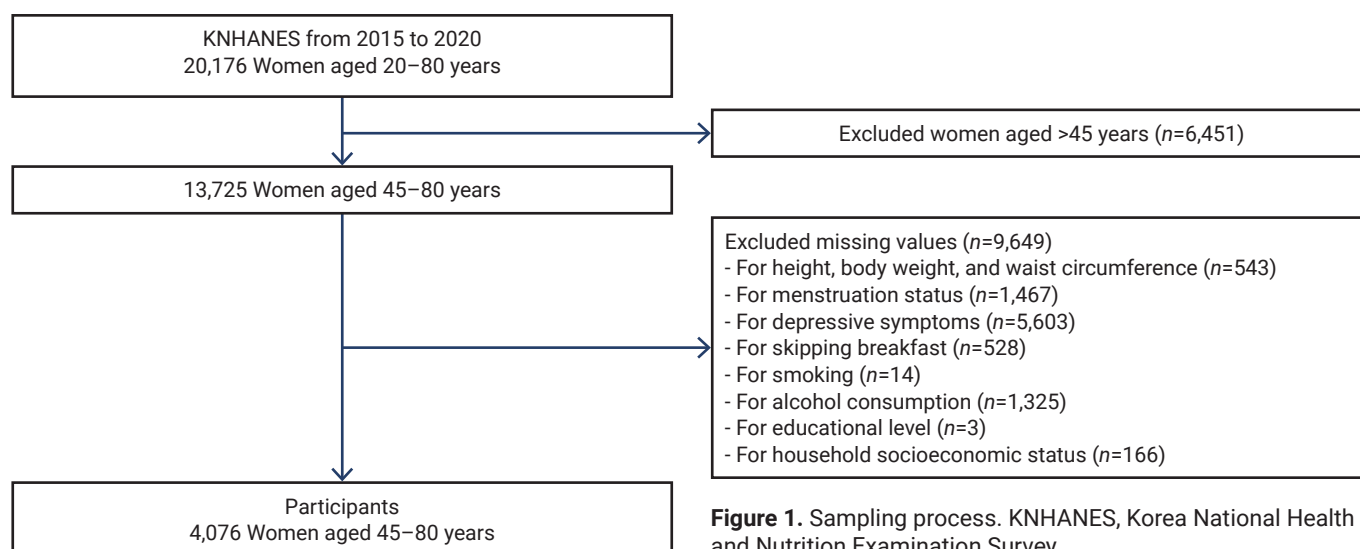 KNHANES from 2015 to 2020
20,176 Women aged 20–80 years
Excluded women aged >45 years (n=6,451)
13,725 Women aged 45–80 years
Excluded missing values (n=9,649)
- For height, body weight, and waist circumference (n=543)
- For menstruation status (n=1,467)
- For depressive symptoms (n=5,603)
- For skipping breakfast (n=528)
- For smoking (n=14)
- For alcohol consumption (n=1,325)
- For educational level (n=3)
- For household socioeconomic status (n=166)
Participants
4,076 Women aged 45–80 years
Figure 1. Sampling process. KNHANES, Korea National Health
and Nutrition Examination Survey